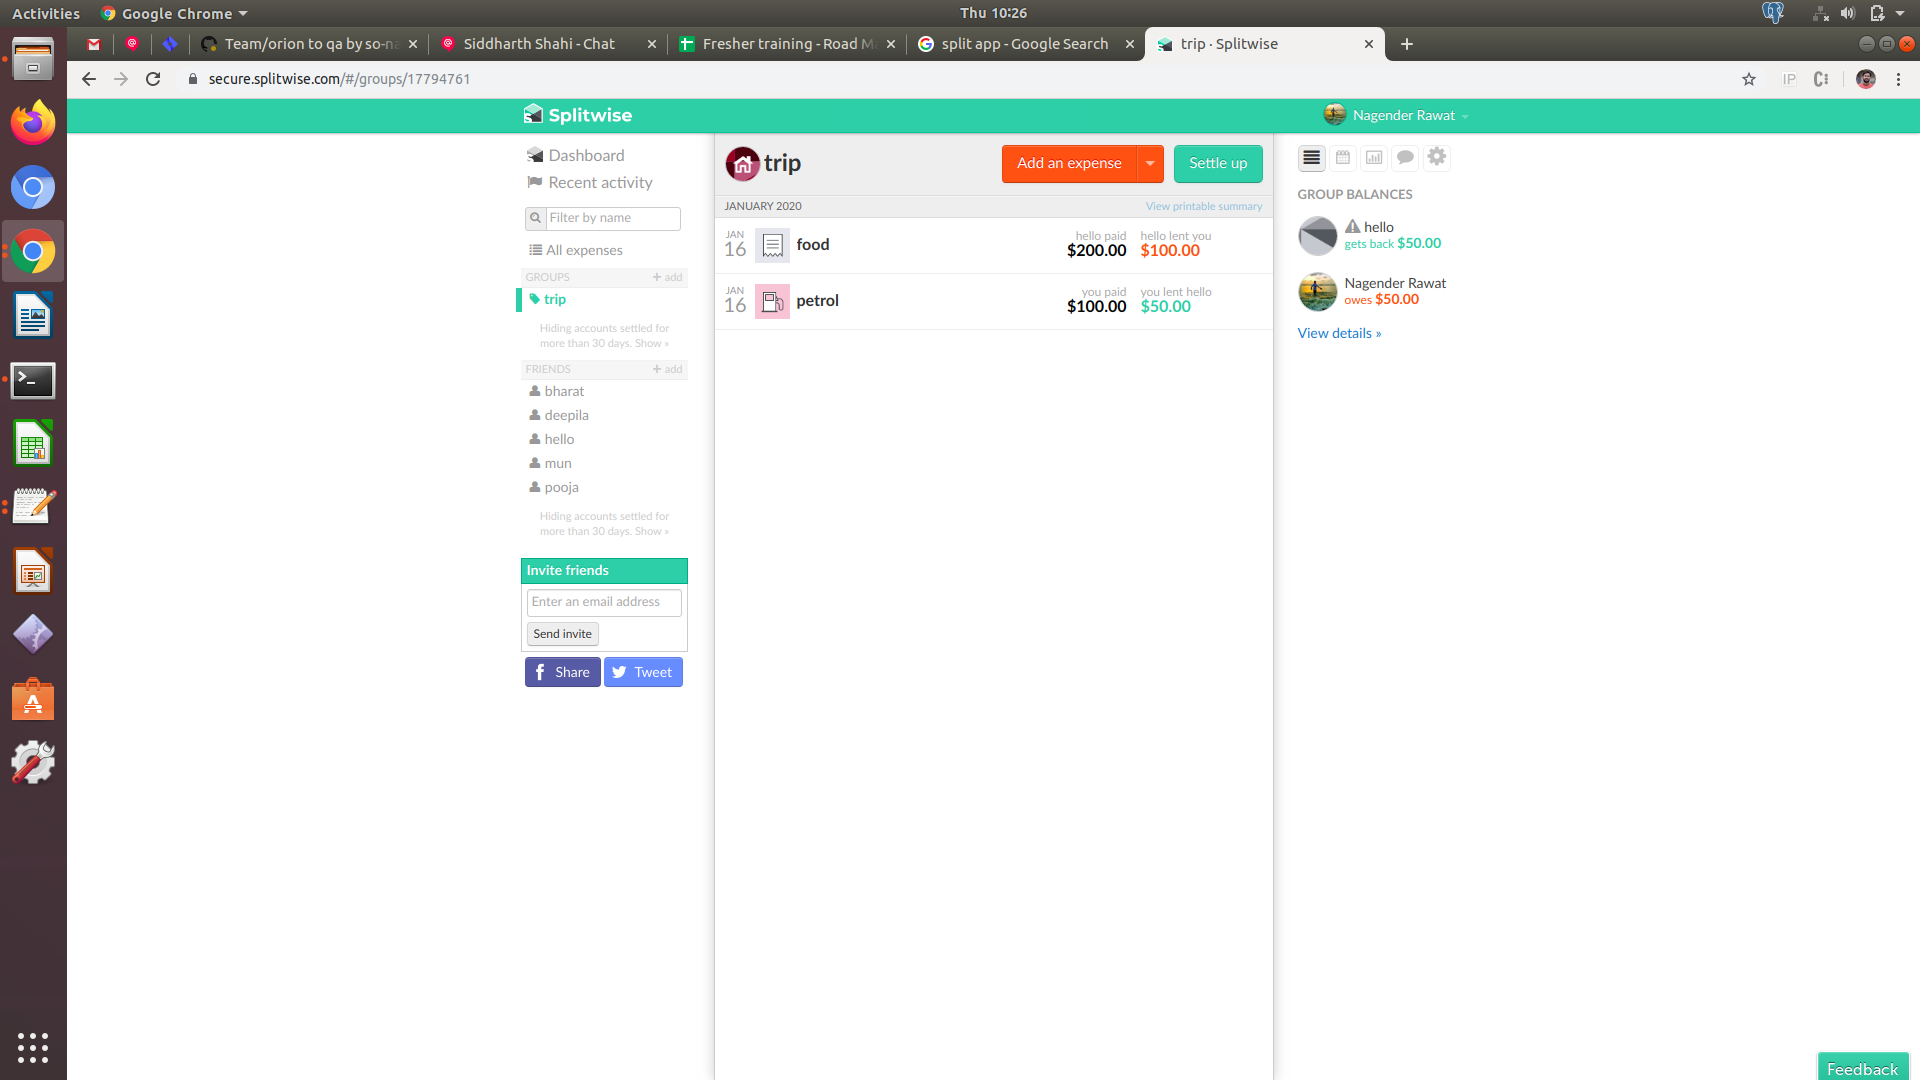 Activities Google Chrome Thu 10:26
Team/orion to qa by so-na Siddharth Shahi - Chat Fresher training - Road M split app - Google Search trip · Splitwise
secure.splitwise.com/#/groups/17794761 IP C
Splitwise Nagender Rawat
Dashboard
Recent activity
Filter by name
All expenses
GROUPS + add
trip
Hiding accounts settled for
more than 30 days. Show »
FRIENDS + add
bharat
deepila
hello
mun
pooja
Hiding accounts settled for
more than 30 days. Show »
Invite friends
Enter an email address
Send invite
Share Tweet
trip Add an expense Settle up
JANUARY 2020 View printable summary
JAN hello paid hello lent you
16 food $200.00 $100.00
JAN you paid you lent hello
16 petrol $100.00 $50.00
GROUP BALANCES
hello
gets back $50.00
Nagender Rawat
owes $50.00
View details »
Feedback